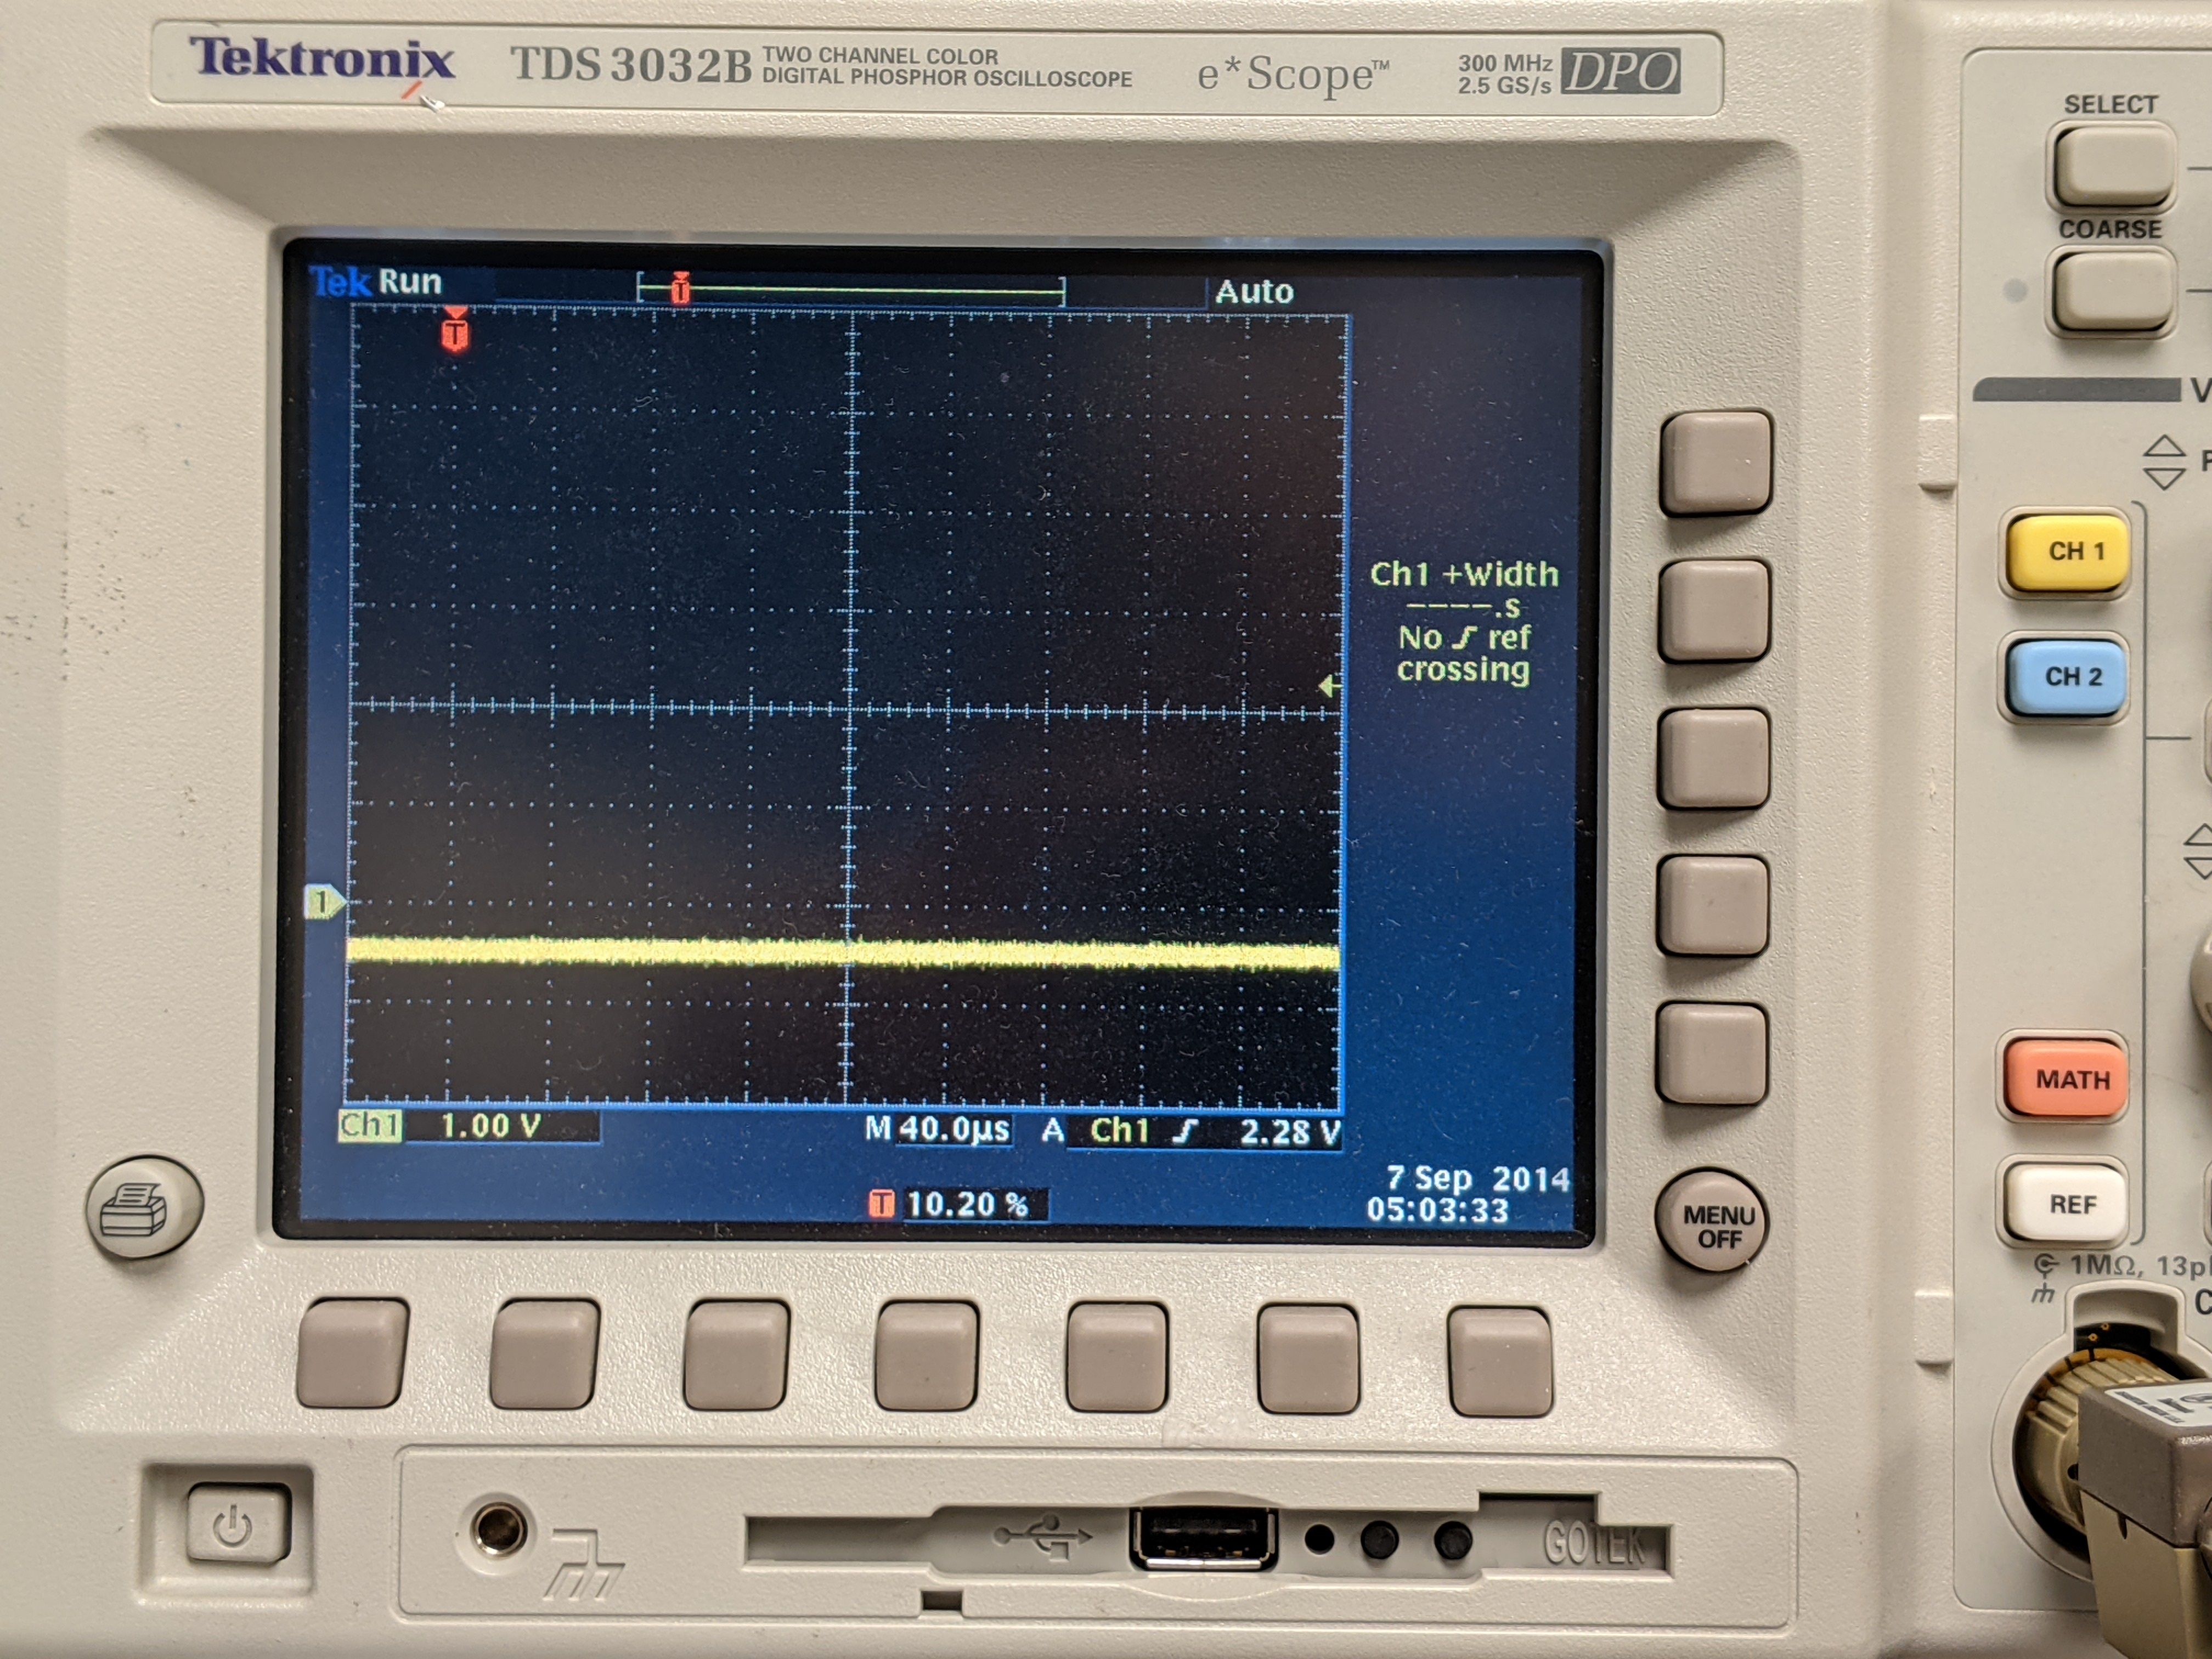 Tektronix TDS 3032B TWO CHANNEL COLOR
DIGITAL PHOSPHOR OSCILLOSCOPE
e*Scope™
300 MHz
2.5 GS/s
DPO
SELECT
COARSE
Tek Run
Auto
T
T
Ch1 +Width
----.s
No ref
crossing
1
CH 1
CH 2
MATH
REF
Ch1 1.00 V
M 40.0µs A Ch1 2.28 V
T 10.20 %
7 Sep 2014
05:03:33
MENU
OFF
1MΩ,
GOTEK